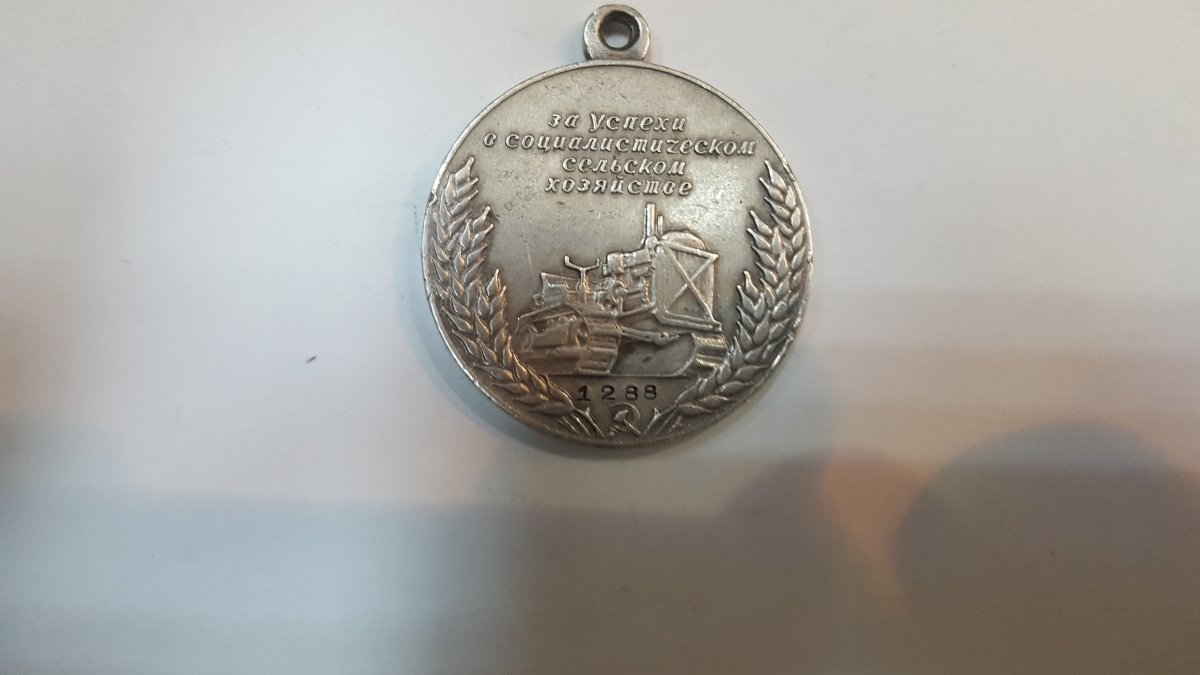 за успехи
в социалистическом
сельском
хозяйстве
1288